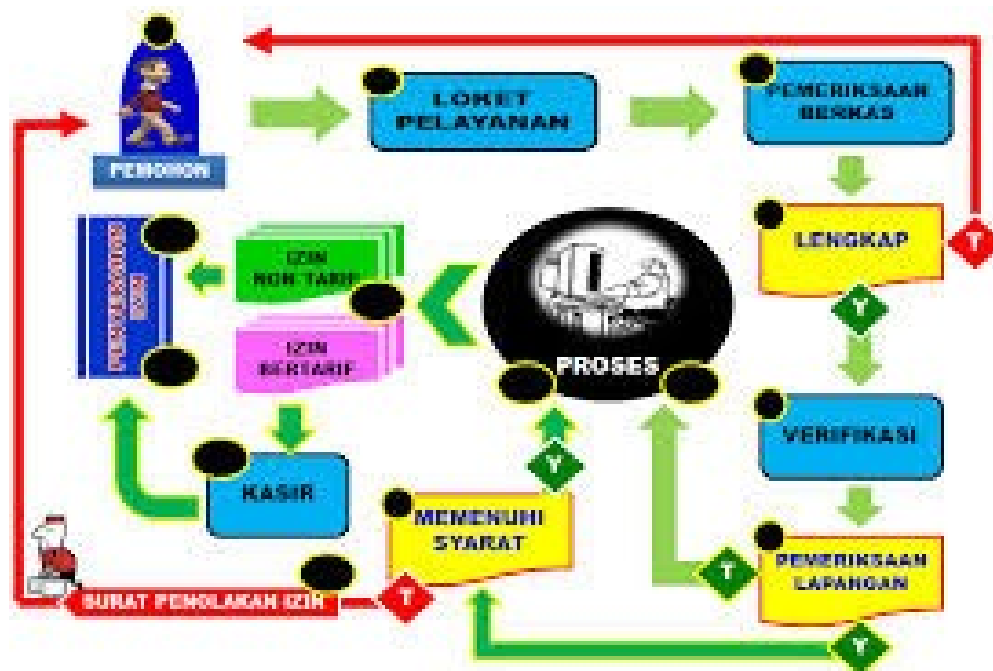 PEMOHON
LOKET
PELAYANAN
PEMERIKSAAN
BERKAS
LENGKAP
T
Y
VERIFIKASI
PEMERIKSAAN
LAPANGAN
T
Y
MEMENUHI
SYARAT
Y
T
SURAT PENOLAKAN IZIN
PROSES
IZIN
NON TARIF
IZIN
BERTARIF
KASIR
IZIN